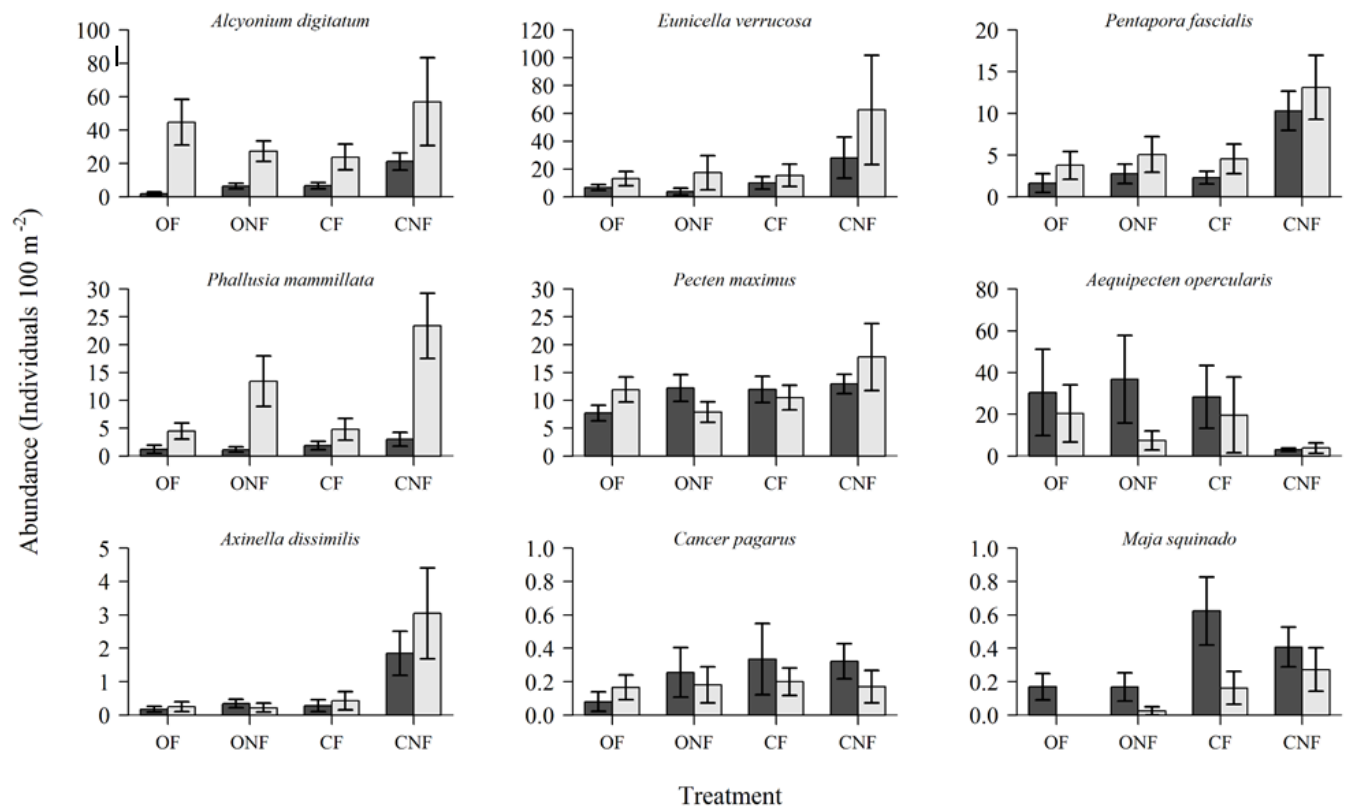 Alcyonium digitatum
100
80
60
40
20
0
OF ONF CF CNF
Eunicella verrucosa
120
100
80
60
40
20
0
OF ONF CF CNF
Pentapora fascialis
20
15
10
5
0
OF ONF CF CNF
Phallusia mammillata
30
25
20
15
10
5
0
OF ONF CF CNF
Pecten maximus
30
25
20
15
10
5
0
OF ONF CF CNF
Aequipecten opercularis
80
60
40
20
0
OF ONF CF CNF
Axinella dissimilis
5
4
3
2
1
0
OF ONF CF CNF
Cancer pagarus
1.0
0.8
0.6
0.4
0.2
0.0
OF ONF CF CNF
Maja squinado
1.0
0.8
0.6
0.4
0.2
0.0
OF ONF CF CNF
Abundance (Individuals 100 m⁻²)
Treatment